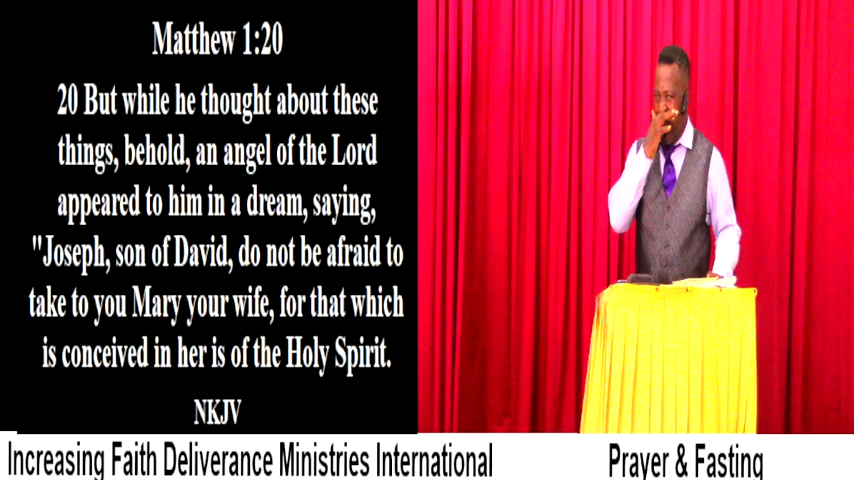 Matthew 1:20
20 But while he thought about these
things, behold, an angel of the Lord
appeared to him in a dream, saying,
"Joseph, son of David, do not be afraid to
take to you Mary your wife, for that which
is conceived in her is of the Holy Spirit.
NKJV
Increasing Faith Deliverance Ministries International
Prayer & Fasting